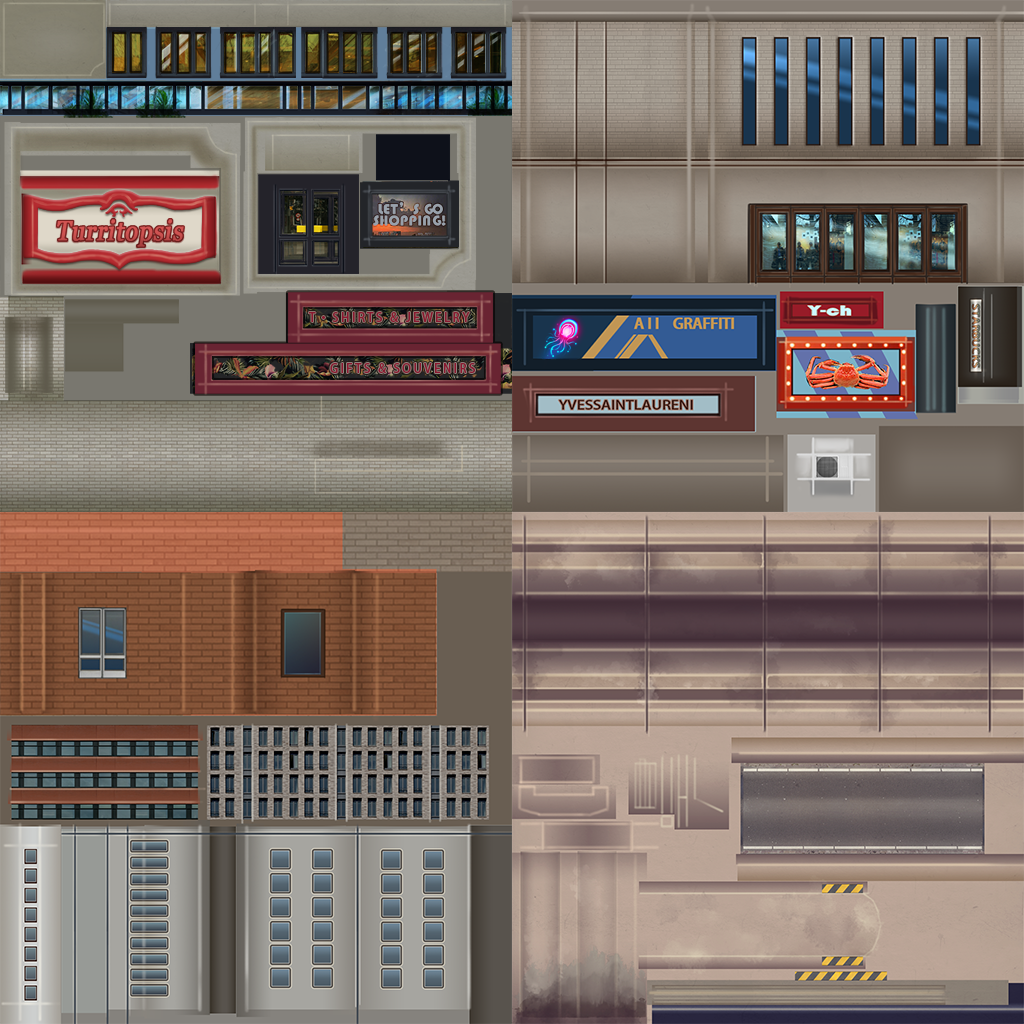 Turritopsis
LET'S GO
SHOPPING!
T-SHIRTS & JEWELRY
GIFTS & SOUVENIRS
All GRAFFITI
Y-ch
YVESSAINTLAURENI